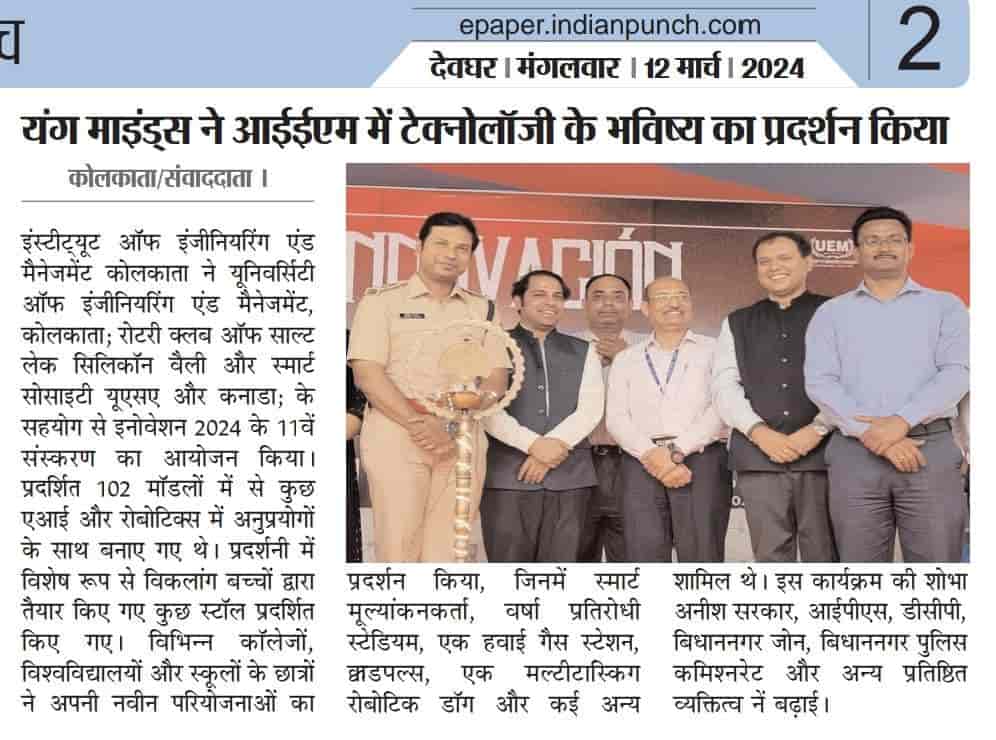 व
epaper.indianpunch.com
2
देवघर । मंगलवार । 12 मार्च । 2024
यंग माइंड्स ने आईईएम में टेक्नोलॉजी के भविष्य का प्रदर्शन किया
कोलकाता/संवाददाता ।
इंस्टीट्यूट ऑफ इंजीनियरिंग एंड
मैनेजमेंट कोलकाता ने यूनिवर्सिटी
ऑफ इंजीनियरिंग एंड मैनेजमेंट,
कोलकाता; रोटरी क्लब ऑफ साल्ट
लेक सिलिकॉन वैली और स्मार्ट
सोसाइटी यूएसए और कनाडा; के
सहयोग से इनोवेशन 2024 के 11वें
संस्करण का आयोजन किया।
प्रदर्शित 102 मॉडलों में से कुछ
एआई और रोबोटिक्स में अनुप्रयोगों
के साथ बनाए गए थे। प्रदर्शनी में
विशेष रूप से विकलांग बच्चों द्वारा
तैयार किए गए कुछ स्टॉल प्रदर्शित
किए गए। विभिन्न कॉलेजों,
विश्वविद्यालयों और स्कूलों के छात्रों
ने अपनी नवीन परियोजनाओं का
INNOVACIÓN
UEM
प्रदर्शन किया, जिनमें स्मार्ट
मूल्यांकनकर्ता, वर्षा प्रतिरोधी
स्टेडियम, एक हवाई गैस स्टेशन,
क्राडपल्स, एक मल्टीटास्किग
रोबोटिक डॉग और कई अन्य
शामिल थे। इस कार्यक्रम की शोभा
अनीश सरकार, आईपीएस, डीसीपी,
बिधाननगर जोन, बिधाननगर पुलिस
कमिश्नरेट और अन्य प्रतिष्ठित
व्यक्तित्व नें बढ़ाई।